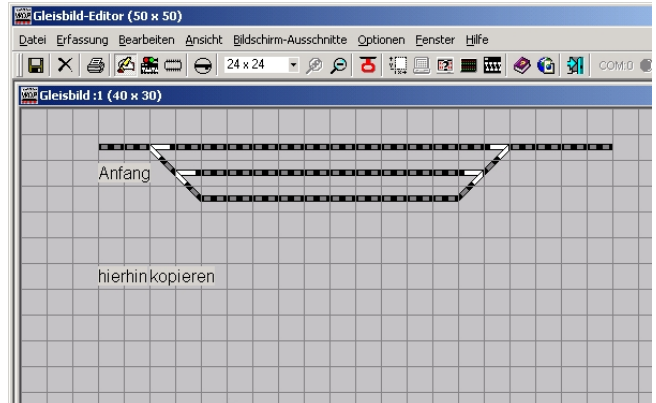 Gleisbild-Editor (50 x 50)
Datei Erfassung Bearbeiten Ansicht Bildschirm-Ausschnitte Optionen Fenster Hilfe
24 x 24 COM:0
Gleisbild :1 (40 x 30)
Anfang
hierhin kopieren